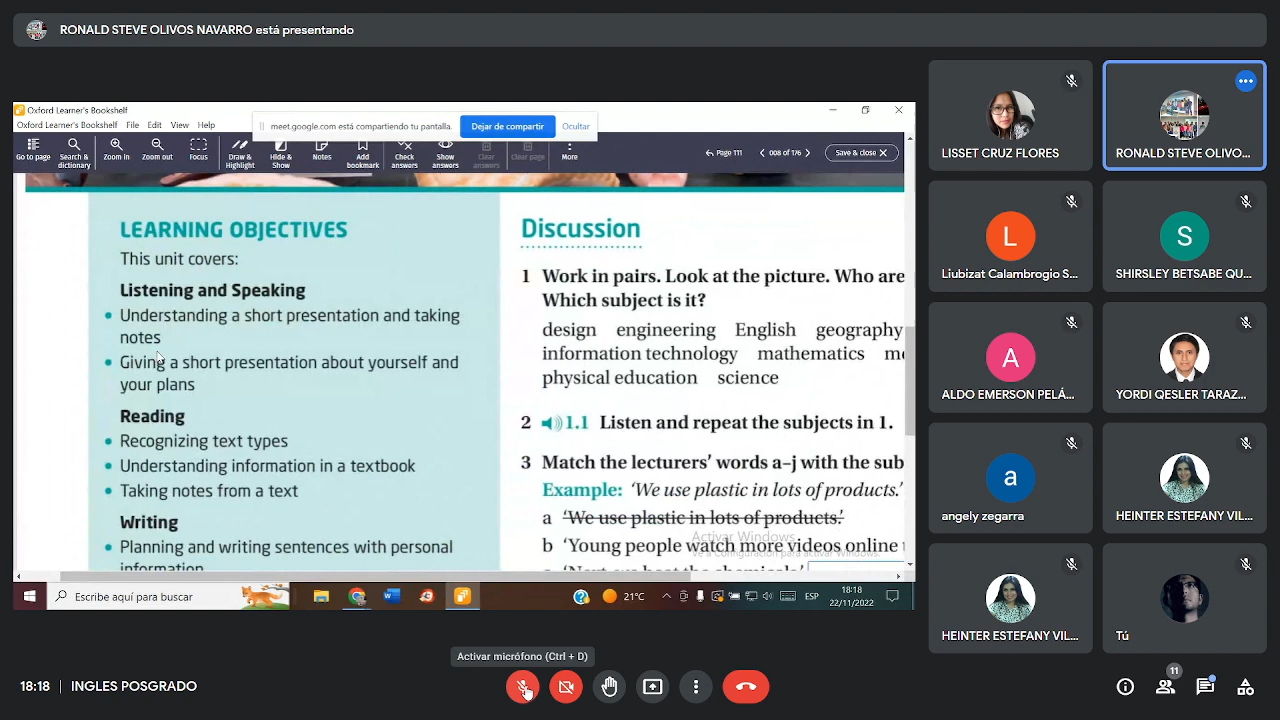 RONALD STEVE OLIVOS NAVARRO está presentando
Oxford Learner's Bookshelf
Oxford Learner's Bookshelf File Edit View Help
meet.google.com está compartiendo tu pantalla. Dejar de compartir Ocultar
Go to page
Search & dictionary
Zoom In
Zoom out
Focus
Draw & Highlight
Hide & Show
Notes
Add bookmark
Check answers
Show answers
Clear answers
Clear page
More
Page 111
008 of 176
Save & close
LEARNING OBJECTIVES
This unit covers:
Listening and Speaking
• Understanding a short presentation and taking
notes
• Giving a short presentation about yourself and
your plans
Reading
• Recognizing text types
• Understanding information in a textbook
• Taking notes from a text
Writing
• Planning and writing sentences with personal
information
Discussion
1 Work in pairs. Look at the picture. Who are
Which subject is it?
design engineering English geography
information technology mathematics
physical education science
2 1.1 Listen and repeat the subjects in 1.
3 Match the lecturers' words a–j with the sub
Example: 'We use plastic in lots of products.'
a 'We use plastic in lots of products.'
b 'Young people watch more videos online
Activar Windows
Ve a Configuración para activar Windows.
Escribe aquí para buscar
21°C
ESP
18:18
22/11/2022
LISSET CRUZ FLORES
RONALD STEVE OLIVO...
L
Liubizat Calambrogio S...
S
SHIRSLEY BETSABE QU...
A
ALDO EMERSON PELÁ...
YORDI QESLER TARAZ...
a
angely zegarra
HEINTER ESTEFANY VIL...
HEINTER ESTEFANY VIL...
Tú
Activar micrófono (Ctrl + D)
18:18 | INGLES POSGRADO
11